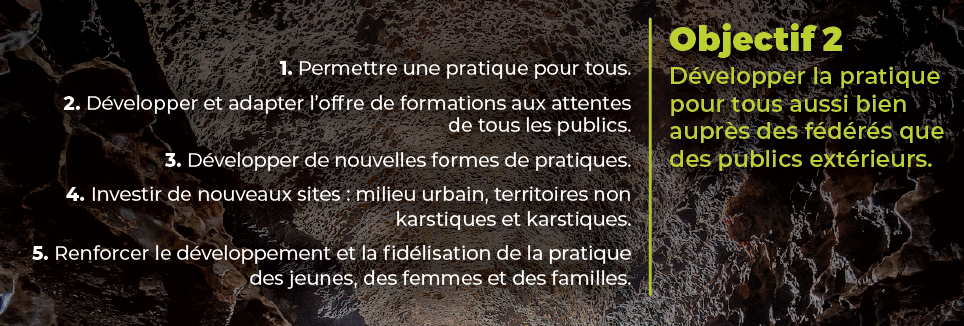 1. Permettre une pratique pour tous.
2. Développer et adapter l'offre de formations aux attentes
de tous les publics.
3. Développer de nouvelles formes de pratiques.
4. Investir de nouveaux sites : milieu urbain, territoires non
karstiques et karstiques.
5. Renforcer le développement et la fidélisation de la pratique
des jeunes, des femmes et des familles.
Objectif 2
Développer la pratique
pour tous aussi bien
auprès des fédérés que
des publics extérieurs.